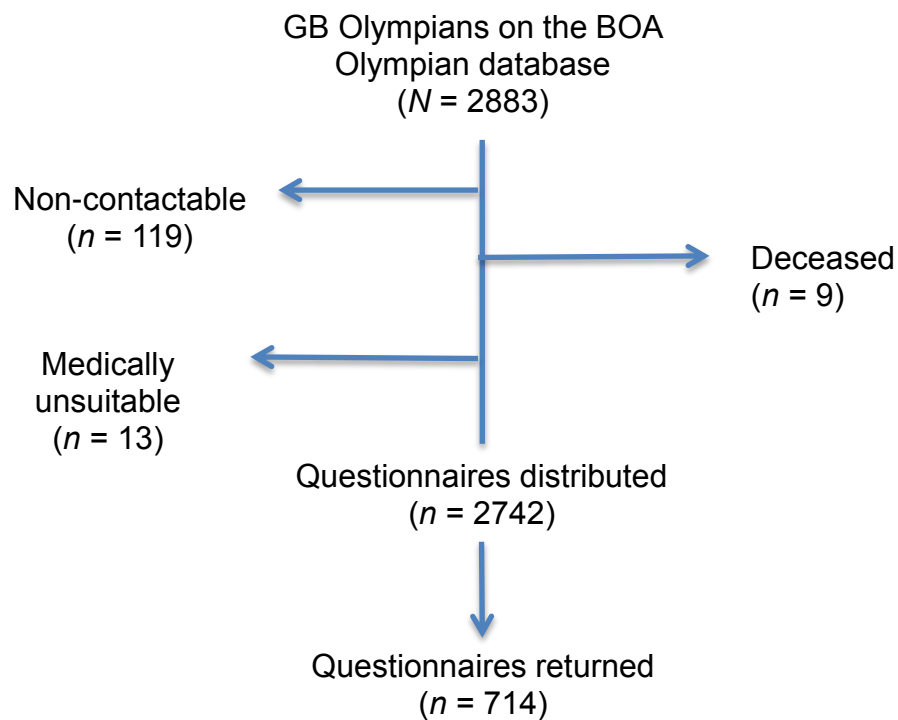 GB Olympians on the BOA
Olympian database
(N = 2883)
Non-contactable
(n = 119)
Deceased
(n = 9)
Medically
unsuitable
(n = 13)
Questionnaires distributed
(n = 2742)
Questionnaires returned
(n = 714)